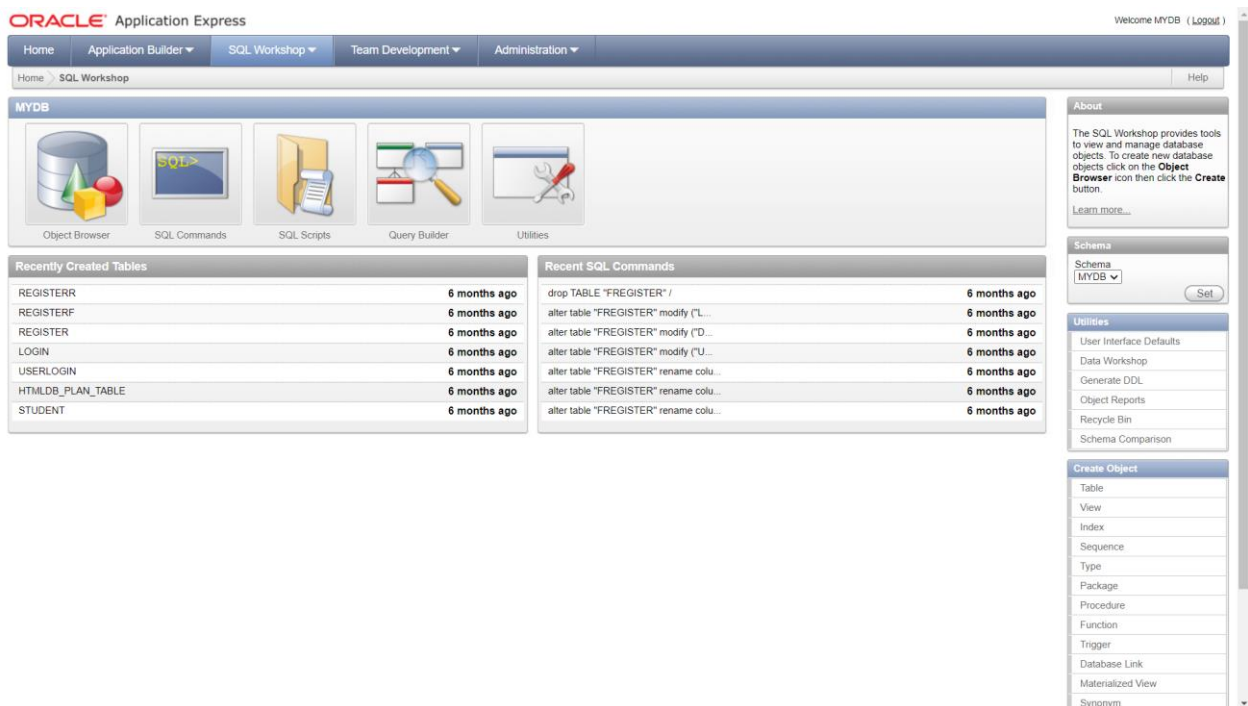 ORACLE Application Express
Welcome MYDB ( Logout )
Home Application Builder SQL Workshop Team Development Administration
Home SQL Workshop
Help
MYDB
SQL>
Object Browser SQL Commands SQL Scripts Query Builder Utilities
Recently Created Tables
REGISTERR 6 months ago
REGISTERF 6 months ago
REGISTER 6 months ago
LOGIN 6 months ago
USERLOGIN 6 months ago
HTMLDB_PLAN_TABLE 6 months ago
STUDENT 6 months ago
Recent SQL Commands
drop TABLE "FREGISTER" / 6 months ago
alter table "FREGISTER" modify ("L... 6 months ago
alter table "FREGISTER" modify ("D... 6 months ago
alter table "FREGISTER" modify ("U... 6 months ago
alter table "FREGISTER" rename colu... 6 months ago
alter table "FREGISTER" rename colu... 6 months ago
alter table "FREGISTER" rename colu... 6 months ago
About
The SQL Workshop provides tools
to view and manage database
objects. To create new database
objects click on the Object
Browser icon then click the Create
button.
Learn more...
Schema
Schema
MYDB
Set
Utilities
User Interface Defaults
Data Workshop
Generate DDL
Object Reports
Recycle Bin
Schema Comparison
Create Object
Table
View
Index
Sequence
Type
Package
Procedure
Function
Trigger
Database Link
Materialized View
Synonym